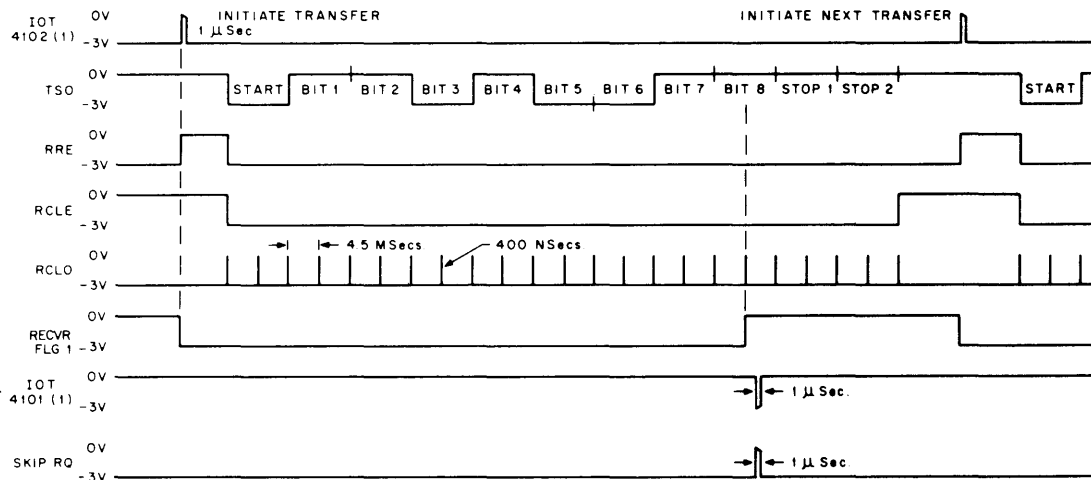 IOT 4102 (1)
0V
-3V
INITIATE TRANSFER
1 μSec
INITIATE NEXT TRANSFER
TSO
0V
-3V
START BIT 1 BIT 2 BIT 3 BIT 4 BIT 5 BIT 6 BIT 7 BIT 8 STOP 1 STOP 2 START
RRE
0V
-3V
RCLE
0V
-3V
RCLO
0V
-3V
4.5 MSecs
400 NSecs
RECVR FLG 1
0V
-3V
IOT 4101 (1)
0V
-3V
1 μSec.
SKIP RQ
0V
-3V
1 μSec.